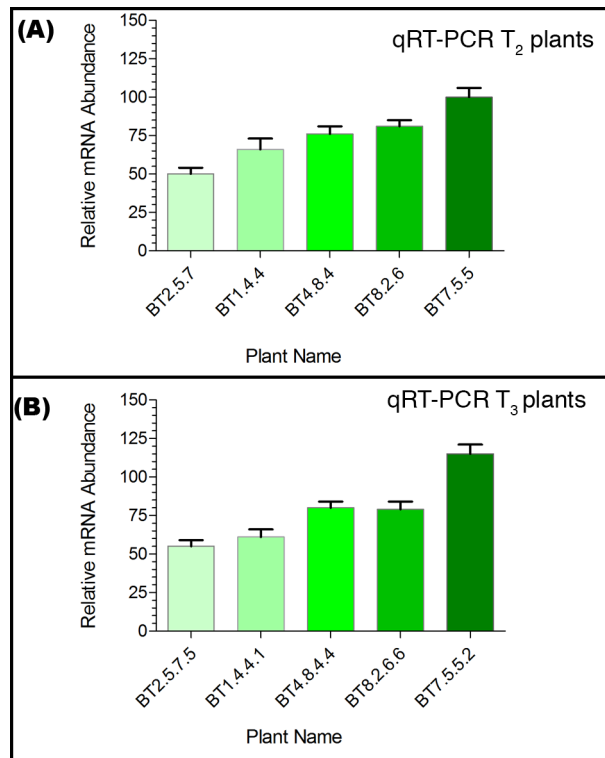 (A)
qRT-PCR T2 plants
Relative mRNA Abundance
150
125
100
75
50
25
0
BT2.5.7
BT1.4.4
BT4.8.4
BT8.2.6
BT7.5.5
Plant Name
(B)
qRT-PCR T3 plants
Relative mRNA Abundance
150
125
100
75
50
25
0
BT2.5.7.5
BT1.4.4.1
BT4.8.4.4
BT8.2.6.6
BT7.5.5.2
Plant Name